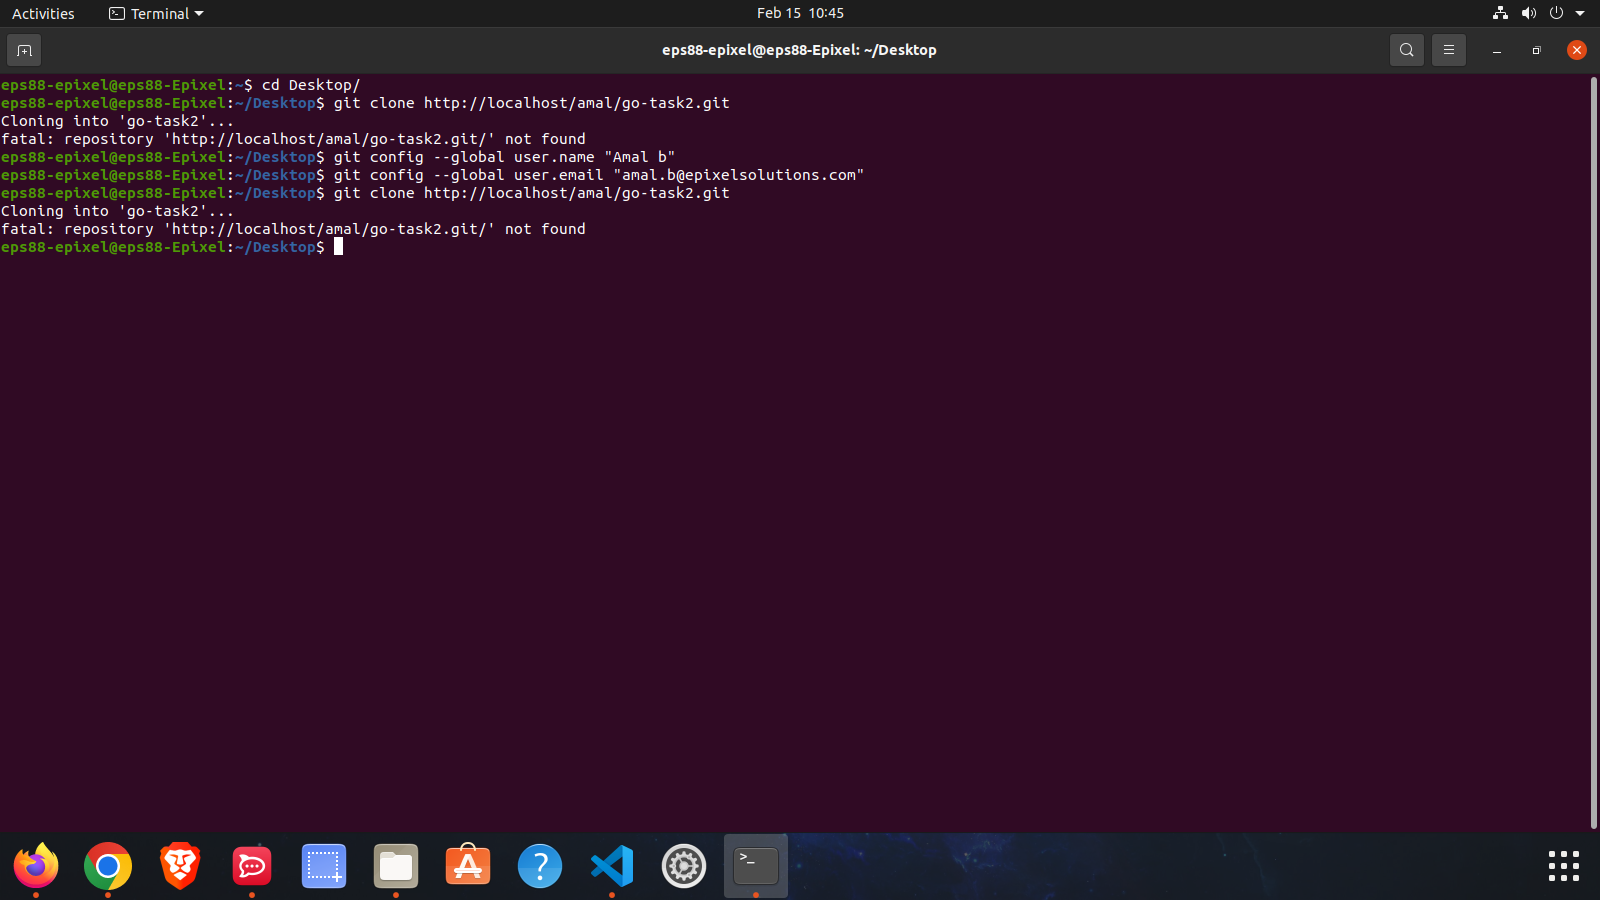 Activities
Terminal
Feb 15 10:45
eps88-epixel@eps88-Epixel: ~/Desktop
eps88-epixel@eps88-Epixel:~$ cd Desktop/
eps88-epixel@eps88-Epixel:~/Desktop$ git clone http://localhost/amal/go-task2.git
Cloning into 'go-task2'...
fatal: repository 'http://localhost/amal/go-task2.git/' not found
eps88-epixel@eps88-Epixel:~/Desktop$ git config --global user.name "Amal b"
eps88-epixel@eps88-Epixel:~/Desktop$ git config --global user.email "amal.b@epixelsolutions.com"
eps88-epixel@eps88-Epixel:~/Desktop$ git clone http://localhost/amal/go-task2.git
Cloning into 'go-task2'...
fatal: repository 'http://localhost/amal/go-task2.git/' not found
eps88-epixel@eps88-Epixel:~/Desktop$